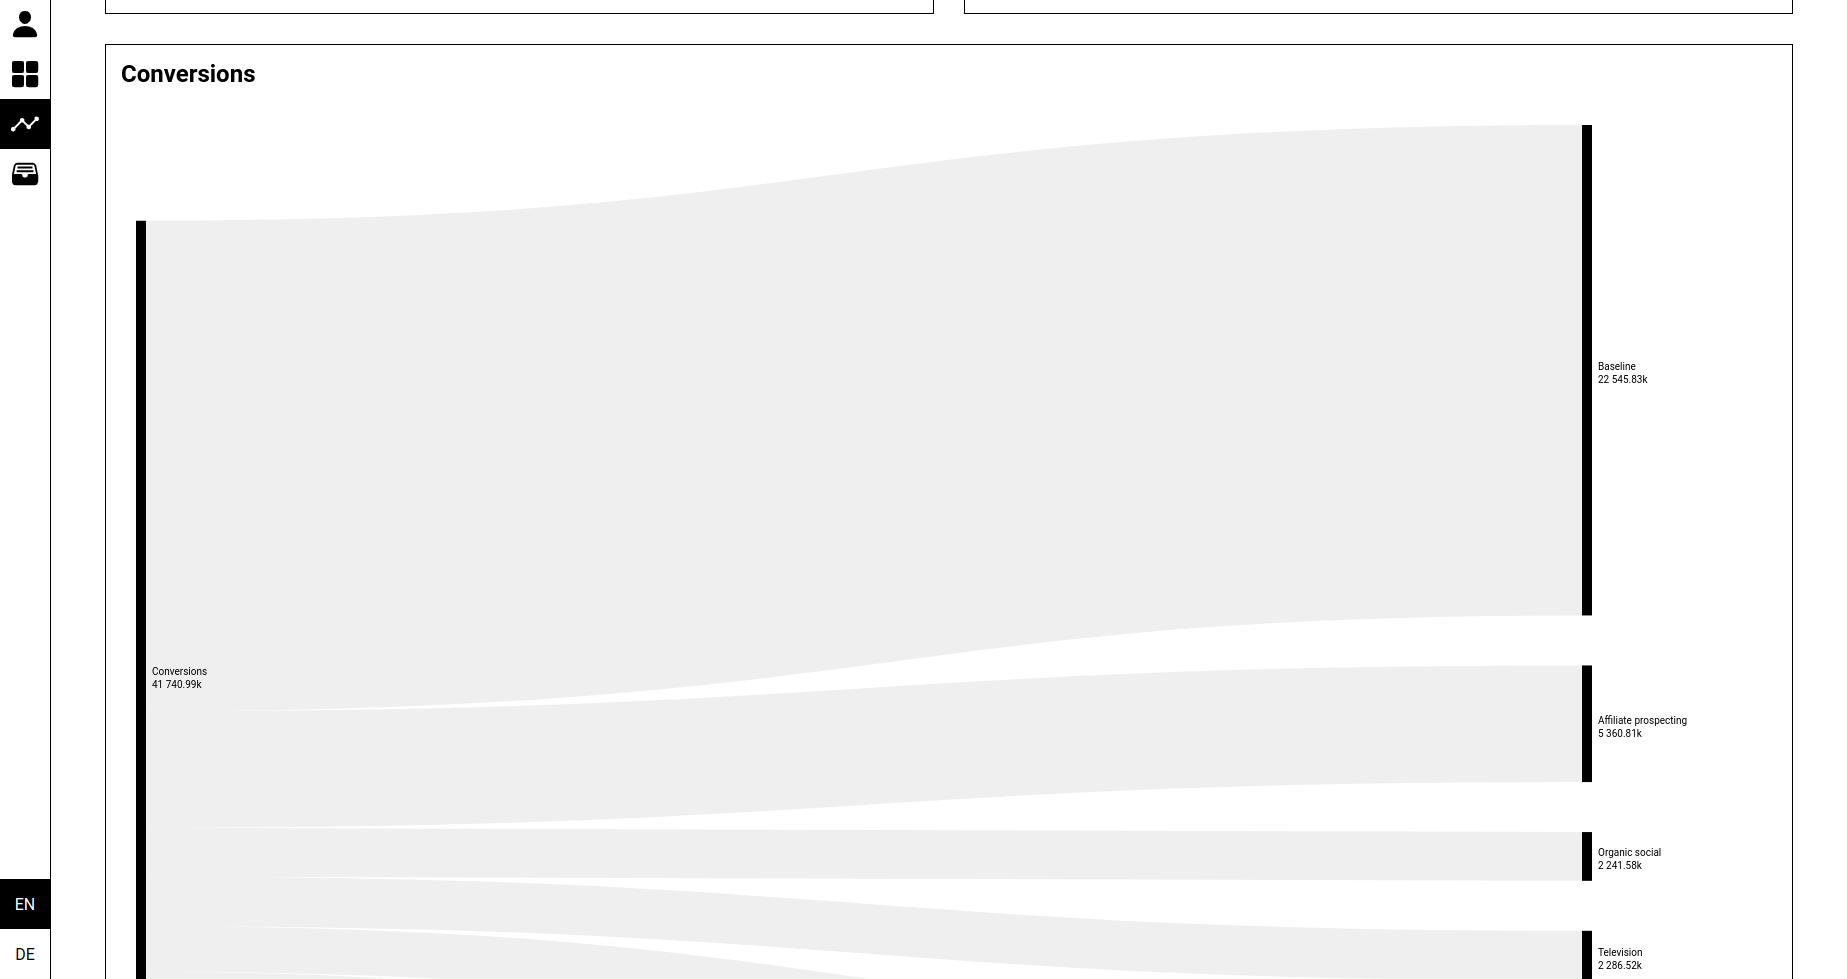 Conversions
Baseline
22 545.83k
Conversions
41 740.99k
Affiliate prospecting
5 360.81k
Organic social
2 241.58k
EN
Television
2 286.52k
DE